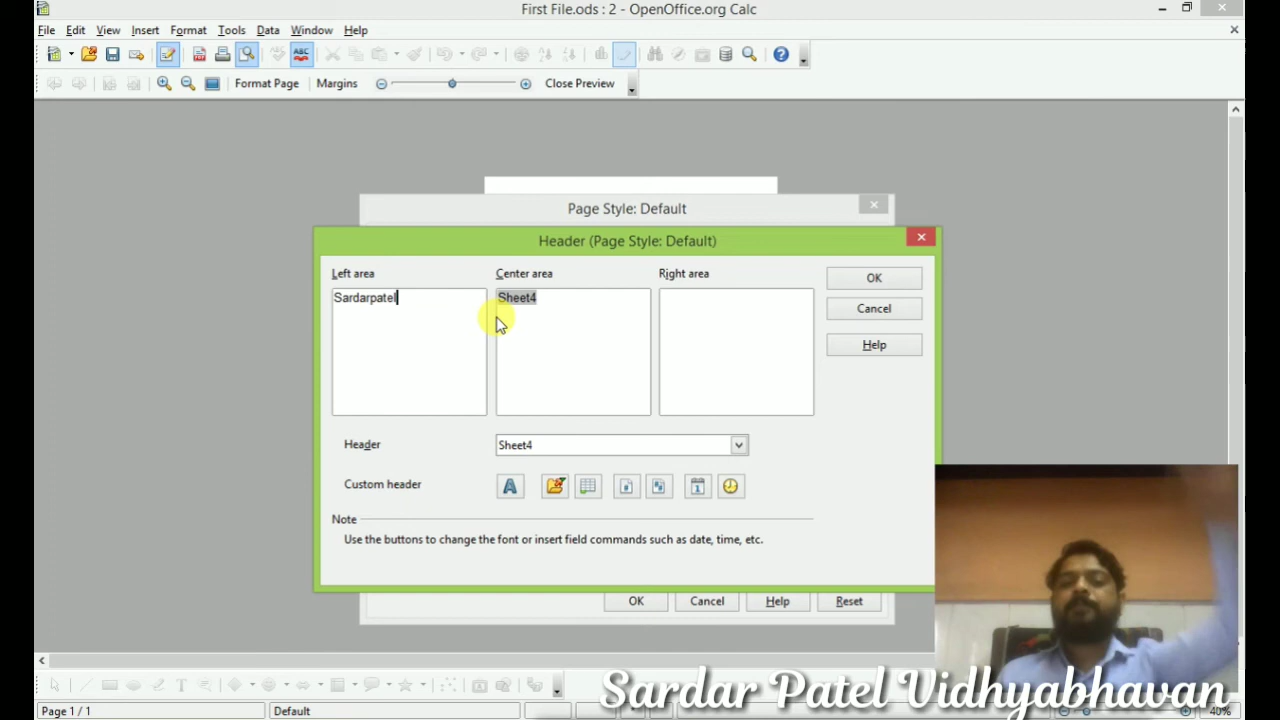 First File.ods : 2 - OpenOffice.org Calc
File Edit View Insert Format Tools Data Window Help
Format Page Margins Close Preview
Page Style: Default
Header (Page Style: Default)
Left area Center area Right area
Sardarpatel Sheet4
OK
Cancel
Help
Header Sheet4
Custom header
Note
Use the buttons to change the font or insert field commands such as date, time, etc.
OK Cancel Help Reset
Sardar Patel Vidhyabhavan
Page 1 / 1 Default 40%